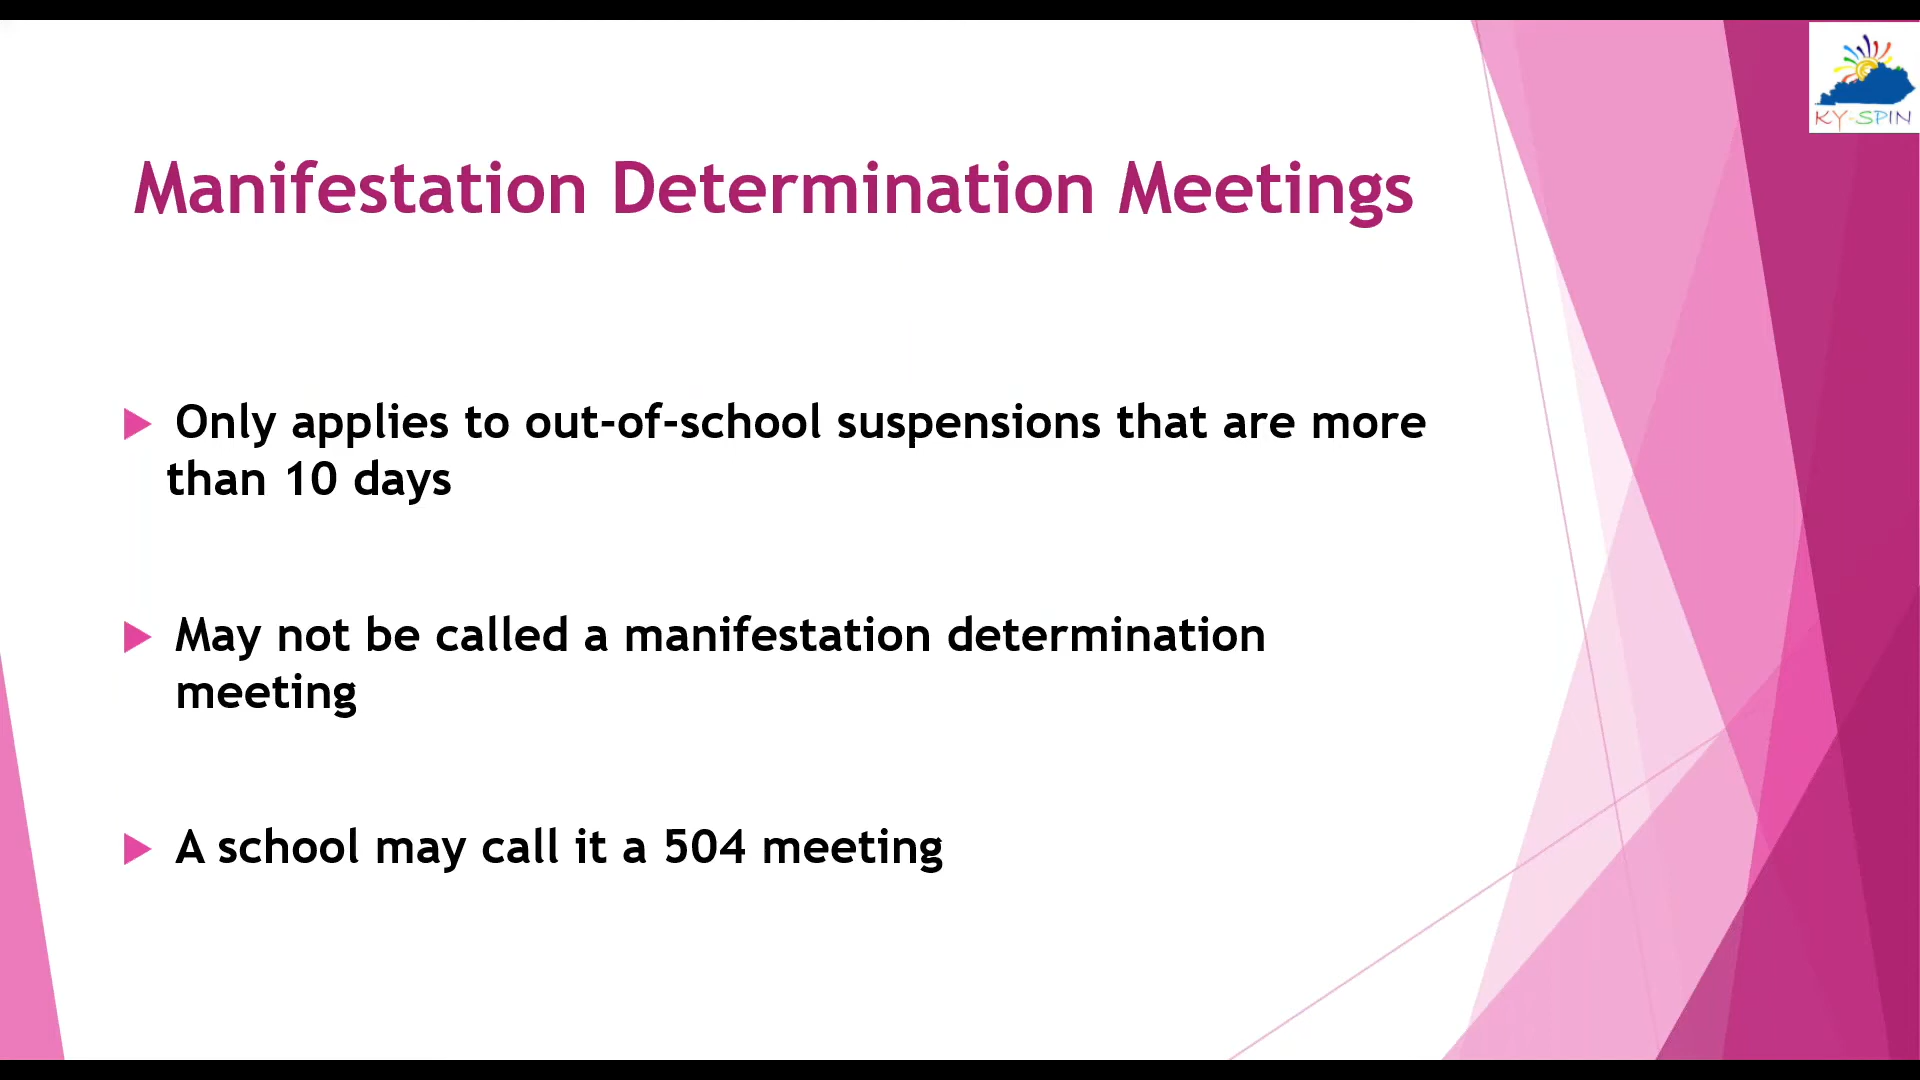 KY-SPIN
Manifestation Determination Meetings
Only applies to out-of-school suspensions that are more
than 10 days
May not be called a manifestation determination
meeting
A school may call it a 504 meeting